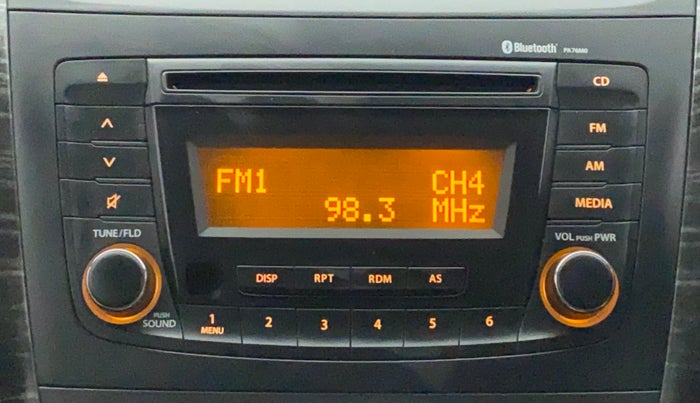 Bluetooth PA76M0
CD
FM
AM
MEDIA
FM1 CH4
98.3 MHz
TUNE/FLD
VOL PUSH PWR
DISP RPT RDM AS
PUSH
SOUND
1 2 3 4 5 6
MENU